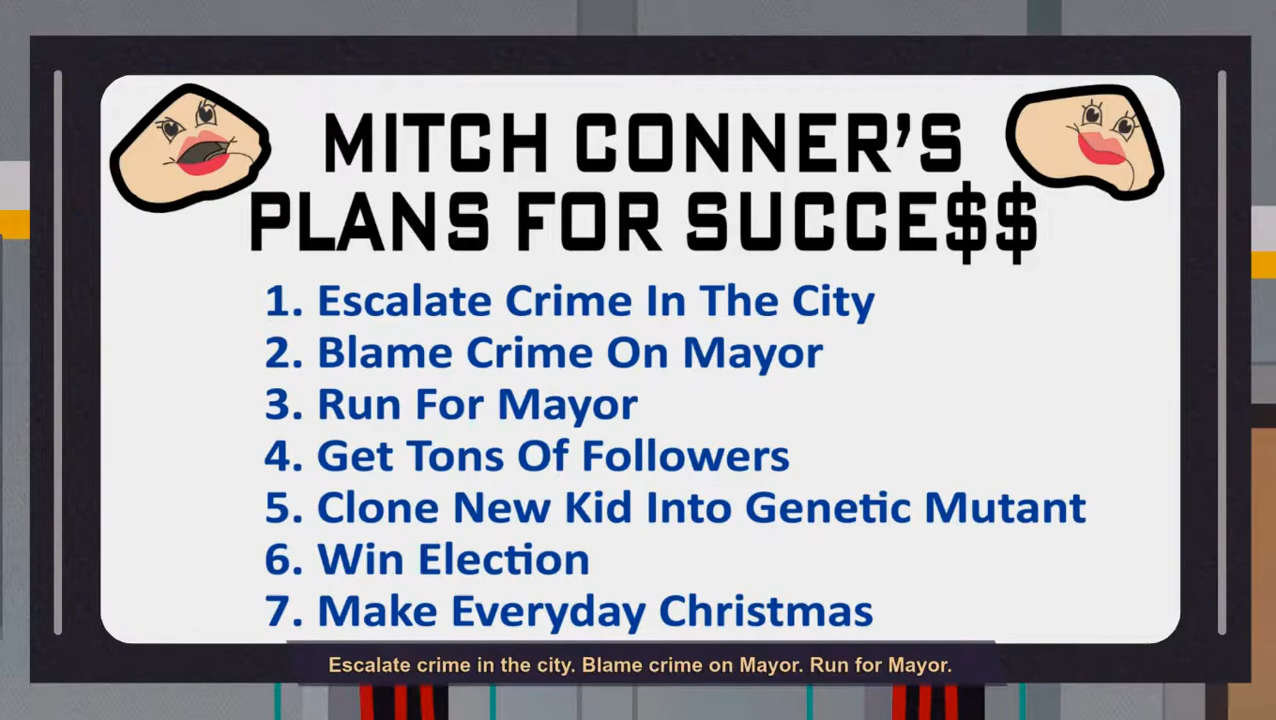 MITCH CONNER'S
PLANS FOR SUCCE$$
1. Escalate Crime In The City
2. Blame Crime On Mayor
3. Run For Mayor
4. Get Tons Of Followers
5. Clone New Kid Into Genetic Mutant
6. Win Election
7. Make Everyday Christmas
Escalate crime in the city. Blame crime on Mayor. Run for Mayor.